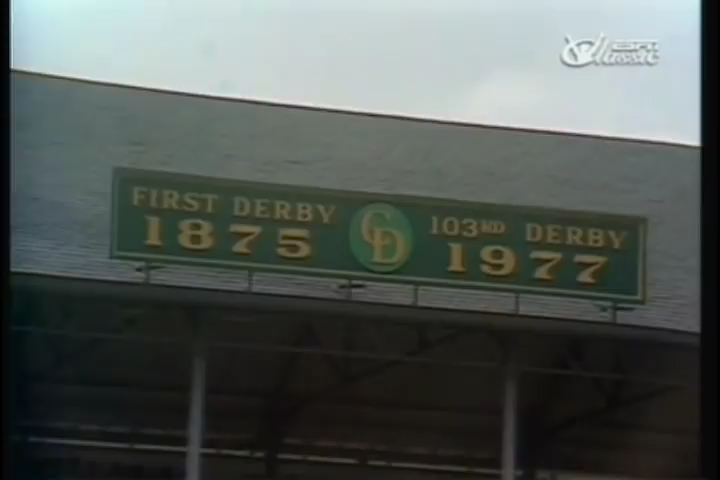 ESPN
Classic
FIRST DERBY
1875
CD
103RD DERBY
1977